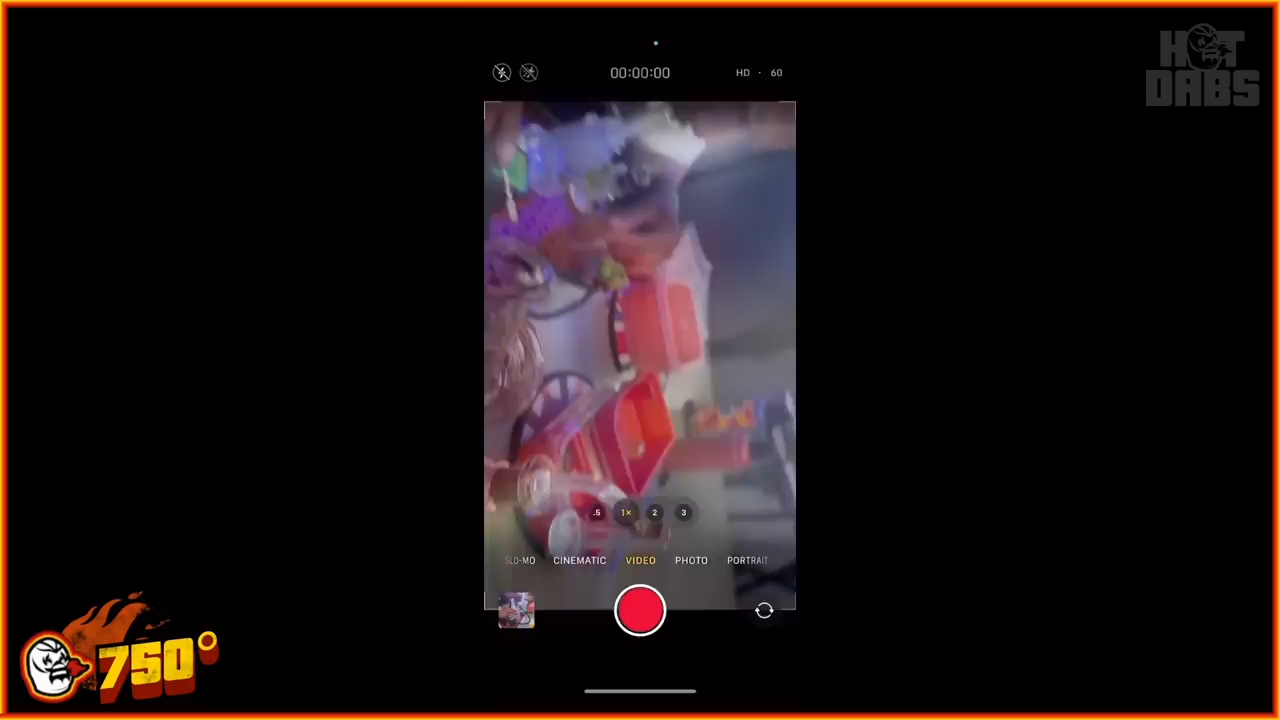 HOT
DABS
00:00:00
HD · 60
.5 1× 2 3
SLO-MO CINEMATIC VIDEO PHOTO PORTRAIT
750°